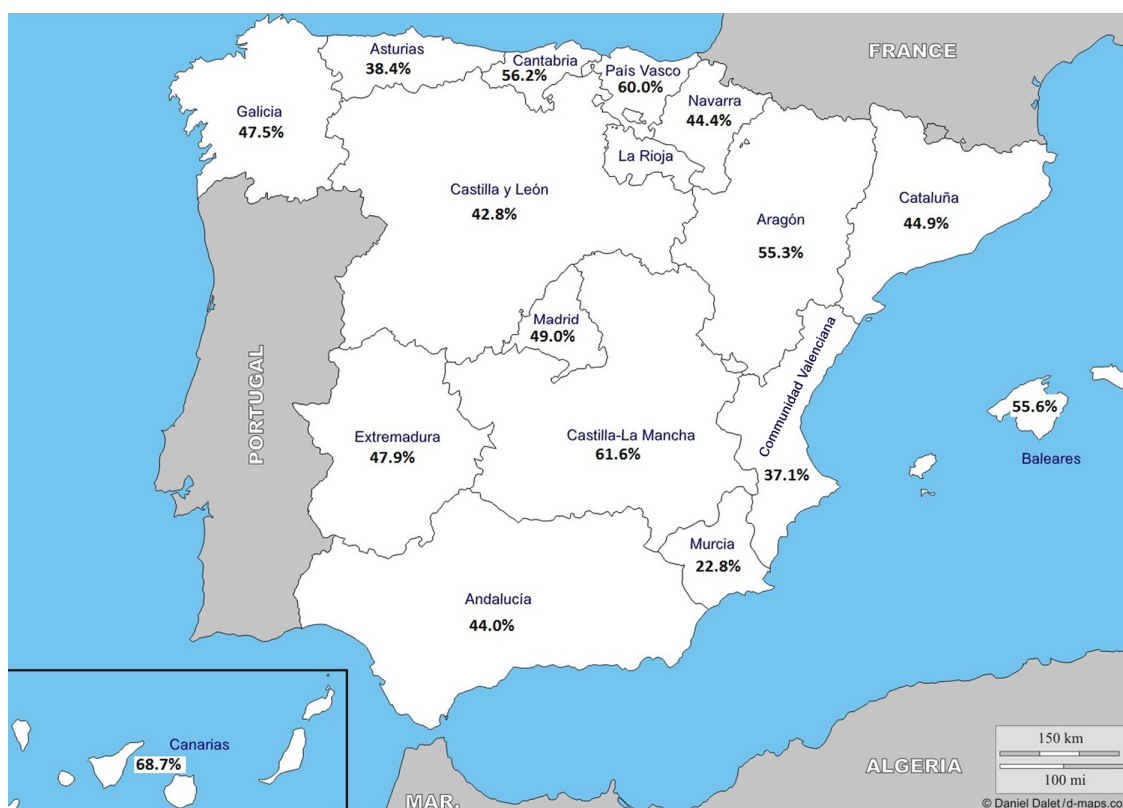 FRANCE
Asturias
38.4%
Cantabria
56.2%
País Vasco
60.0%
Navarra
44.4%
Galicia
47.5%
La Rioja
Castilla y León
42.8%
Cataluña
44.9%
Aragón
55.3%
Madrid
49.0%
PORTUGAL
Communidad Valenciana
37.1%
55.6%
Baleares
Extremadura
47.9%
Castilla-La Mancha
61.6%
Murcia
22.8%
Andalucía
44.0%
Canarias
68.7%
150 km
100 mi
ALGERIA
MAR.
© Daniel Dalet/d-maps.co